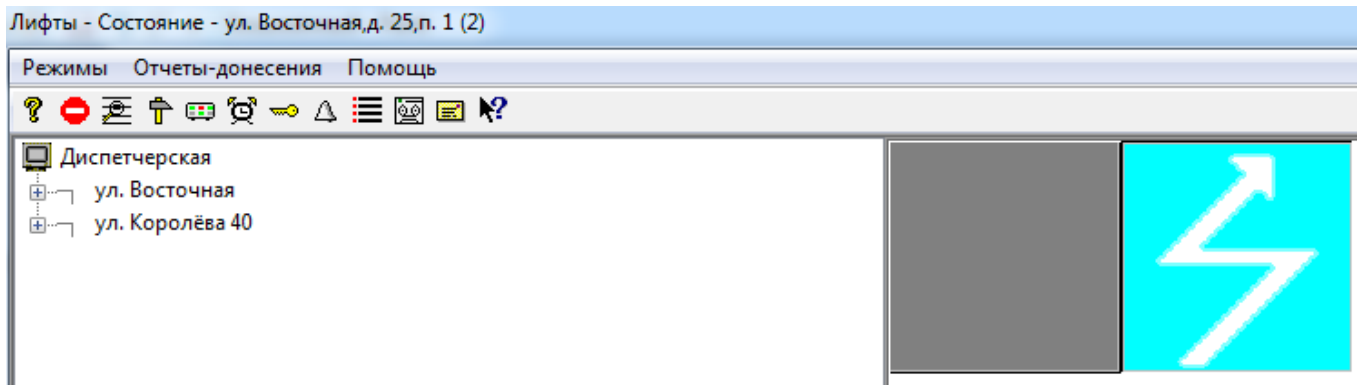 Лифты - Состояние - ул. Восточная,д. 25,п. 1 (2)
Режимы Отчеты-донесения Помощь
Диспетчерская
ул. Восточная
ул. Королёва 40